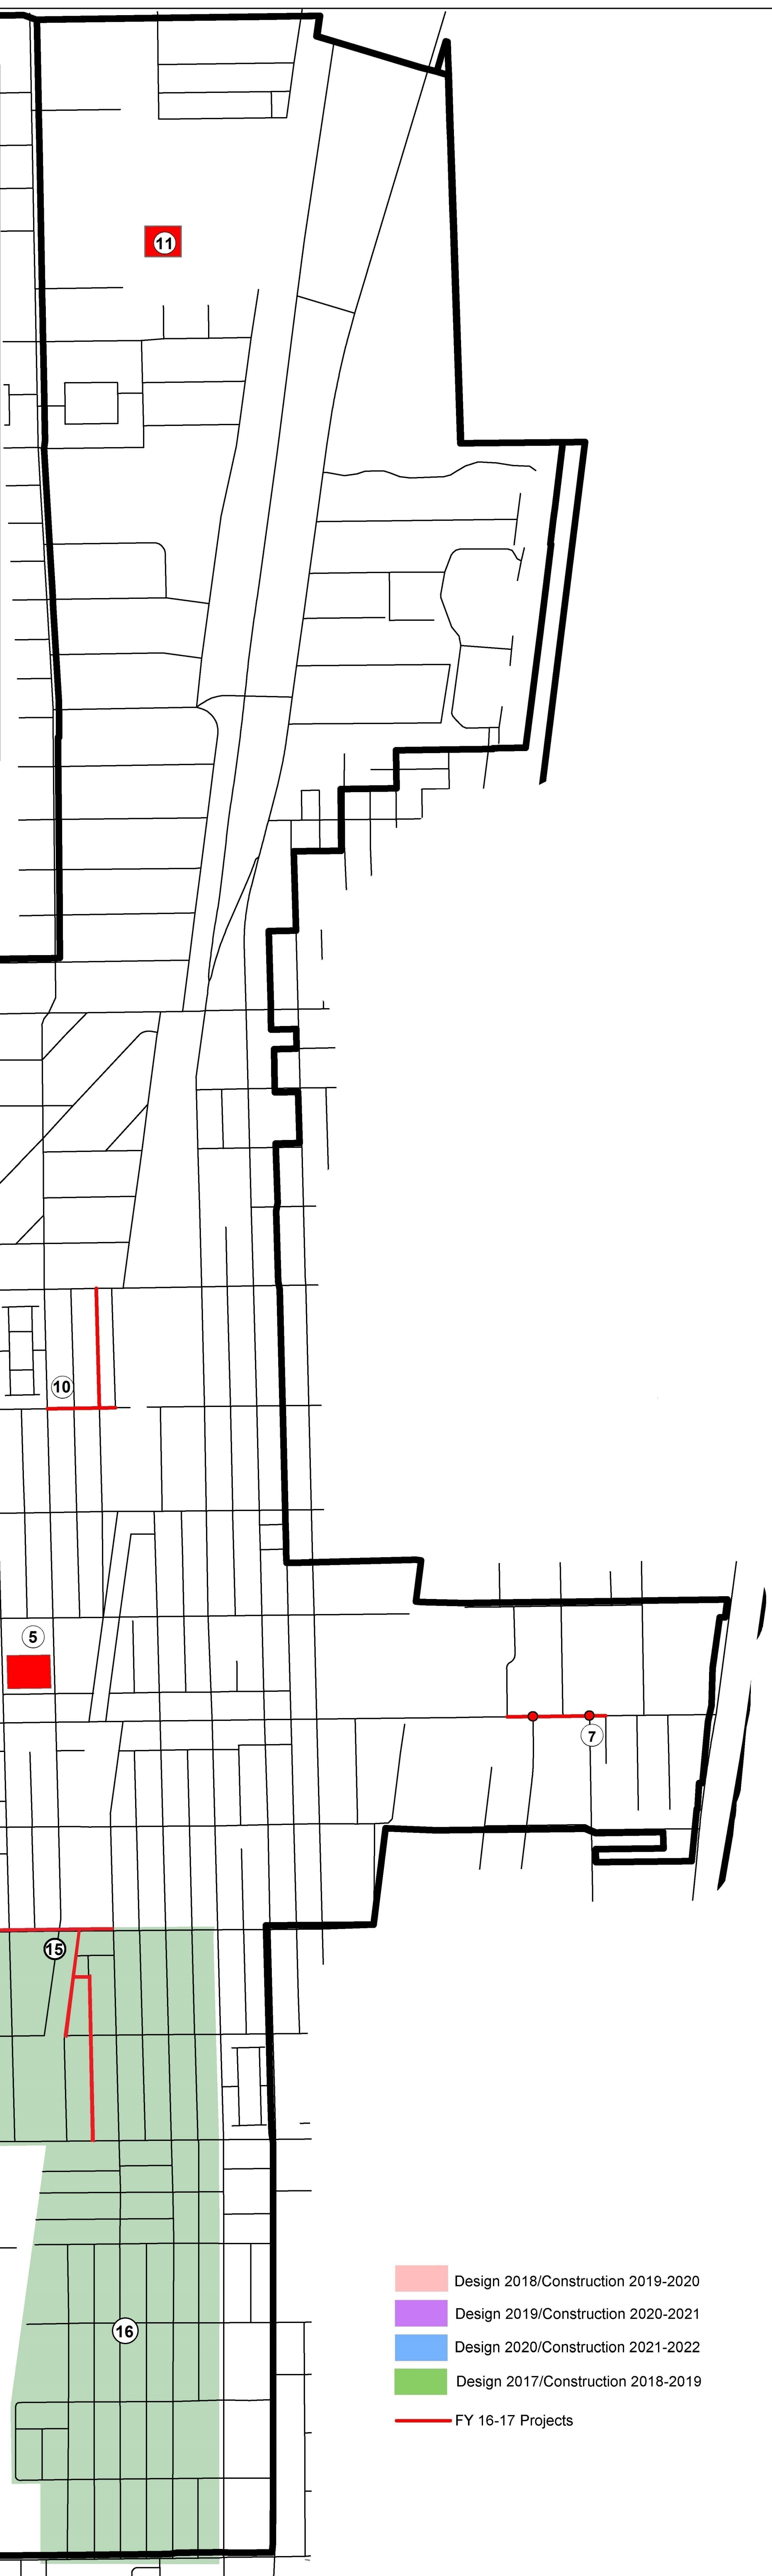 11
10
5
7
15
16
Design 2018/Construction 2019-2020
Design 2019/Construction 2020-2021
Design 2020/Construction 2021-2022
Design 2017/Construction 2018-2019
FY 16-17 Projects